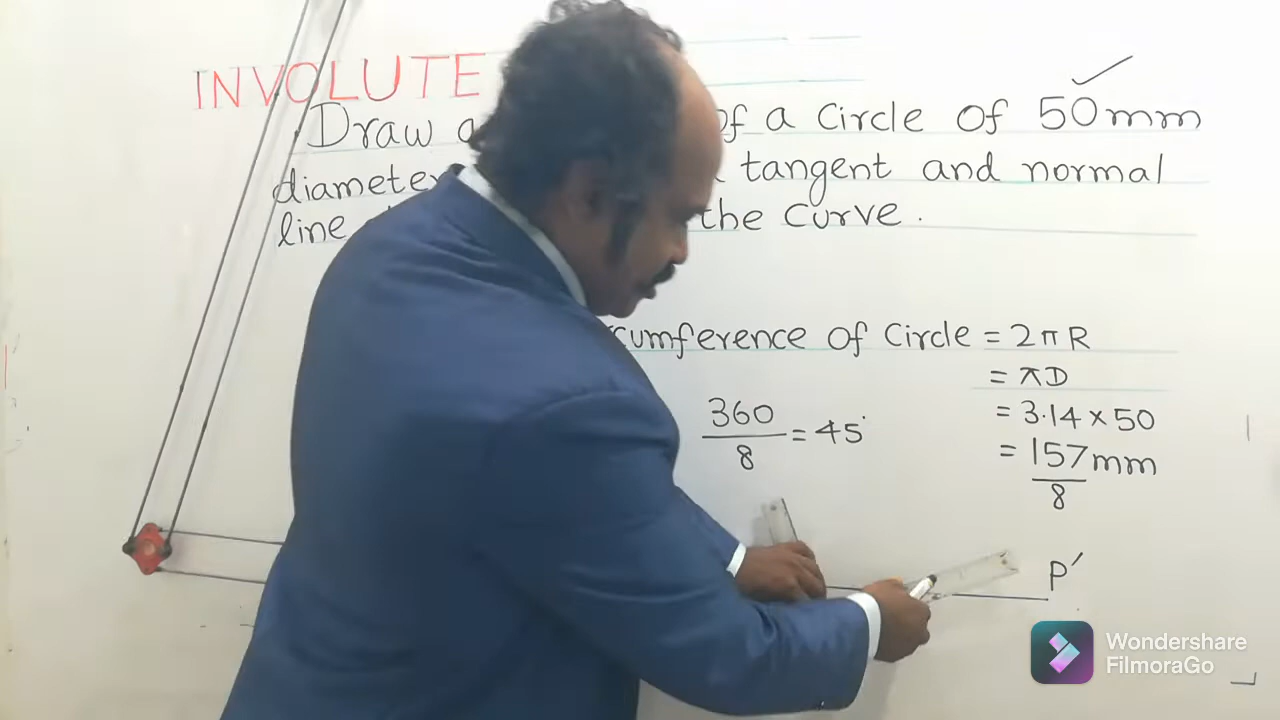 INVOLUTE
Draw a of a Circle of 50mm
diameter tangent and normal
line the Curve.
cumference of Circle = 2πR
= πD
360/8 = 45°
= 3.14 × 50
= 157mm
8
P′
Wondershare
FilmoraGo